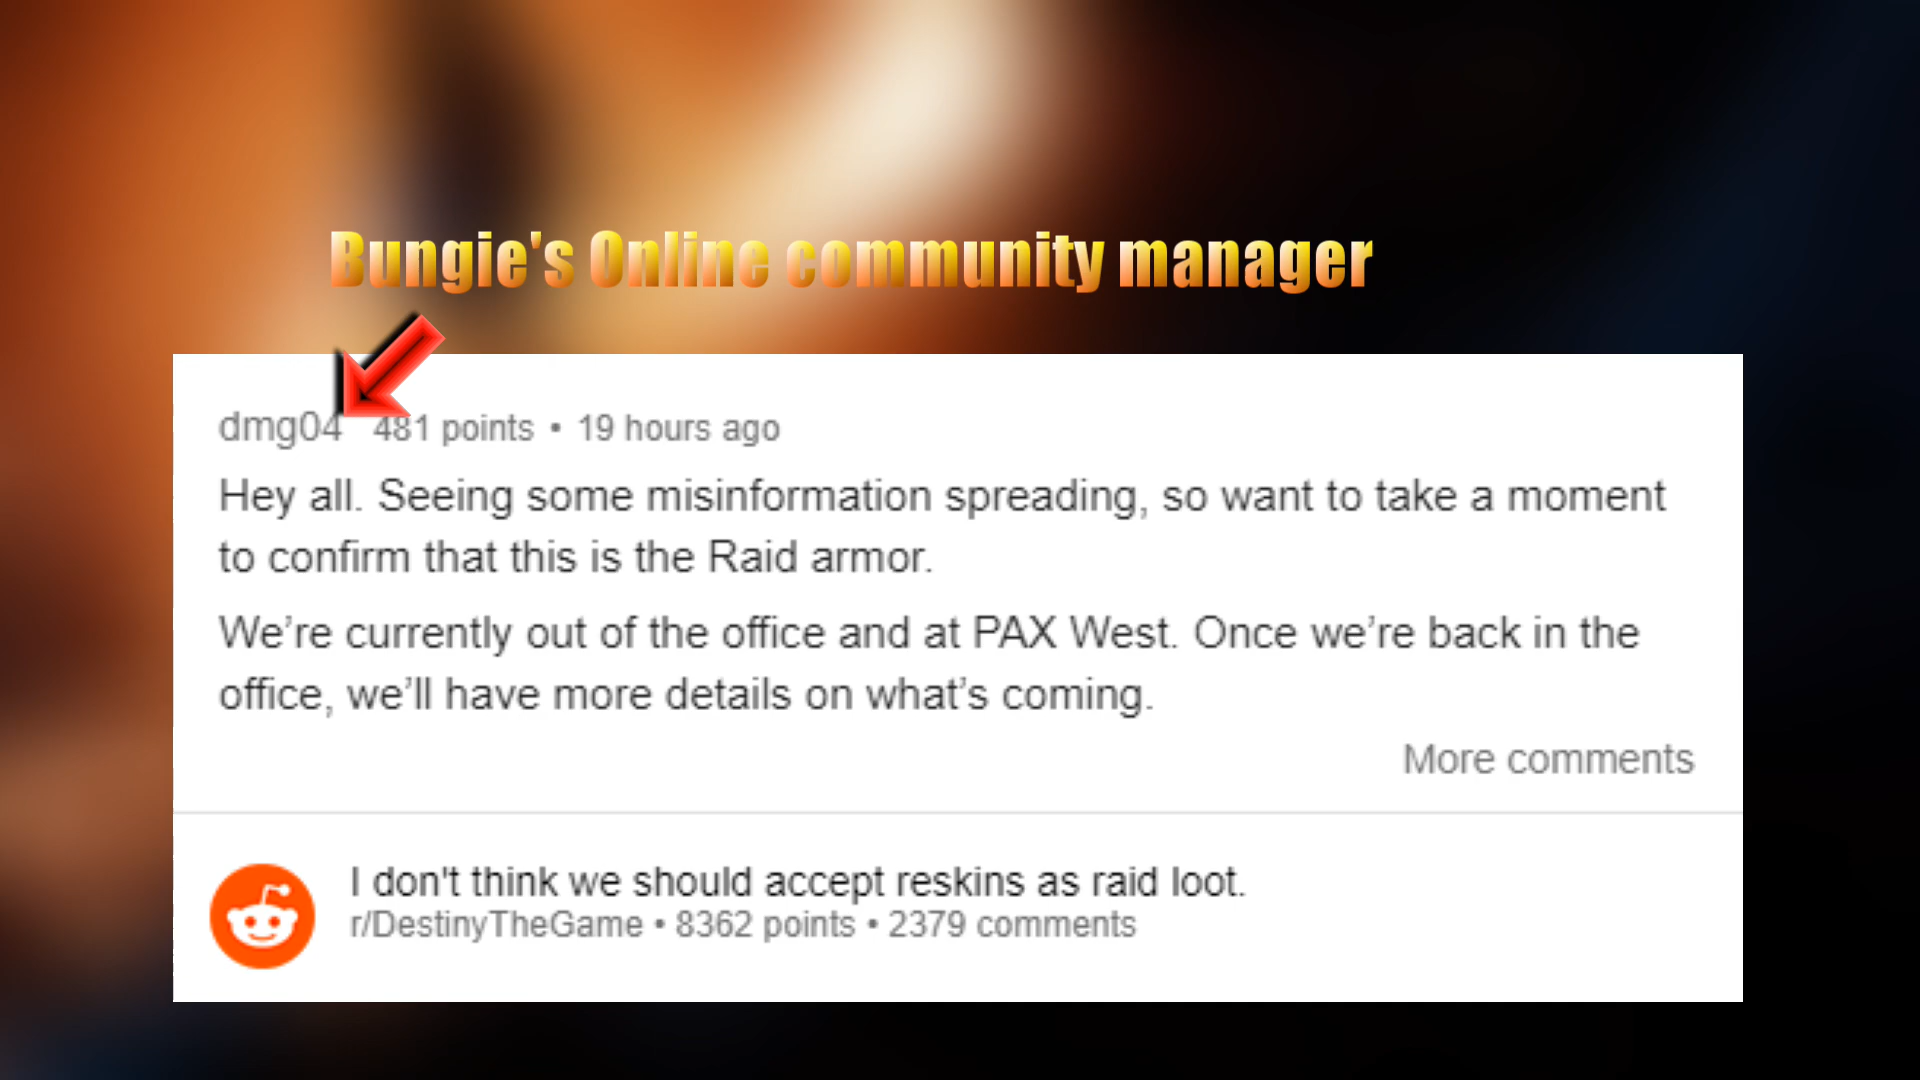 Bungie's Online community manager
dmg04 481 points • 19 hours ago
Hey all. Seeing some misinformation spreading, so want to take a moment
to confirm that this is the Raid armor.
We’re currently out of the office and at PAX West. Once we’re back in the
office, we’ll have more details on what’s coming.
More comments
I don't think we should accept reskins as raid loot.
r/DestinyTheGame • 8362 points • 2379 comments